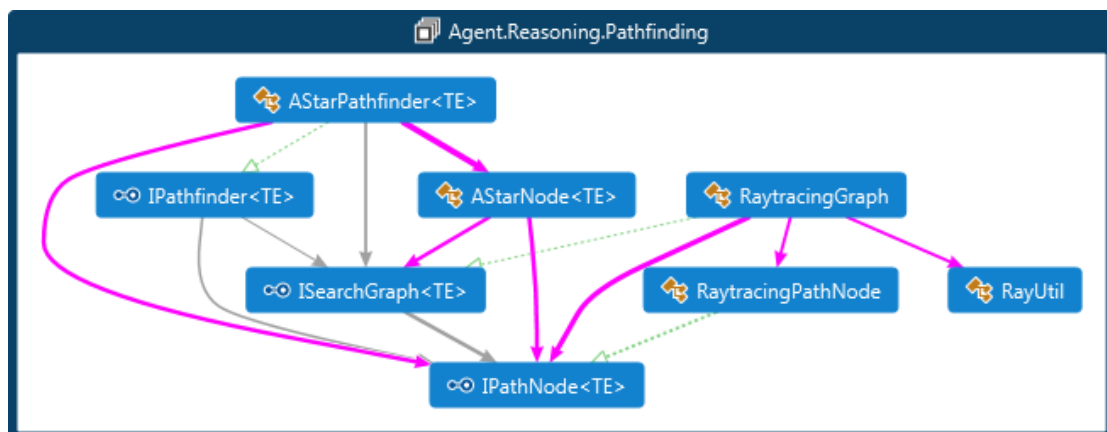 Agent.Reasoning.Pathfinding
AStarPathfinder<TE>
IPathfinder<TE>
AStarNode<TE>
RaytracingGraph
ISearchGraph<TE>
RaytracingPathNode
RayUtil
IPathNode<TE>